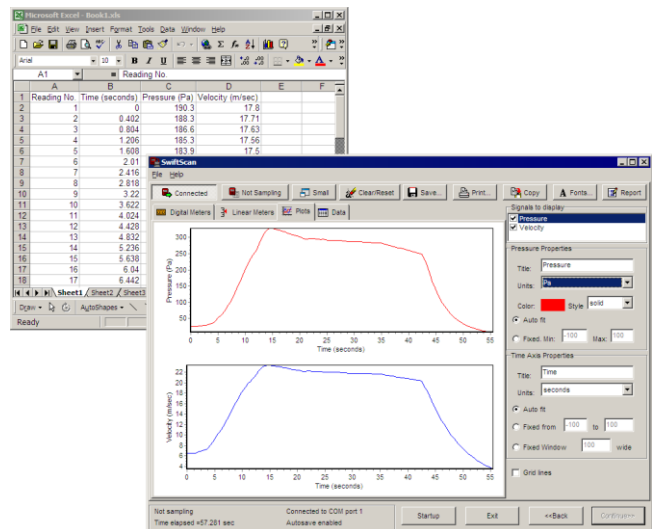 Microsoft Excel - Book1.xls
File Edit View Insert Format Tools Data Window Help
Arial 10 B I U
A1 = Reading No.
A B C D E F
1 Reading No. Time (seconds) Pressure (Pa) Velocity (m/sec)
2 1 0 190.3 17.8
3 2 0.402 188.3 17.71
4 3 0.804 186.6 17.63
5 4 1.206 185.3 17.56
6 5 1.608 183.9 17.5
7 6 2.01
8 7 2.416
9 8 2.818
10 9 3.22
11 10 3.622
12 11 4.024
13 12 4.428
14 13 4.832
15 14 5.236
16 15 5.638
17 16 6.04
18 17 6.442
Sheet1 Sheet2 Sheet3
Draw AutoShapes
Ready
SwiftScan
File Help
Connected Not Sampling Small Clear/Reset Save... Print... Copy Fonts... Report
Digital Meters Linear Meters Plots Data
Signals to display
Pressure
Velocity
Pressure Properties
Title: Pressure
Units: Pa
Color: Style solid
Auto fit
Fixed. Min: -100 Max: 100
Time Axis Properties
Title: Time
Units: seconds
Auto fit
Fixed from -100 to 100
Fixed Window 100 wide
Grid lines
Pressure (Pa)
300
250
200
150
100
50
0 5 10 15 20 25 30 35 40 45 50 55
Time (seconds)
Velocity (m/sec)
22
20
18
16
14
12
10
8
6
4
0 5 10 15 20 25 30 35 40 45 50 55
Time (seconds)
Not sampling Connected to COM port 1
Time elapsed =57.281 sec Autosave enabled
Startup Exit <<Back Continue>>